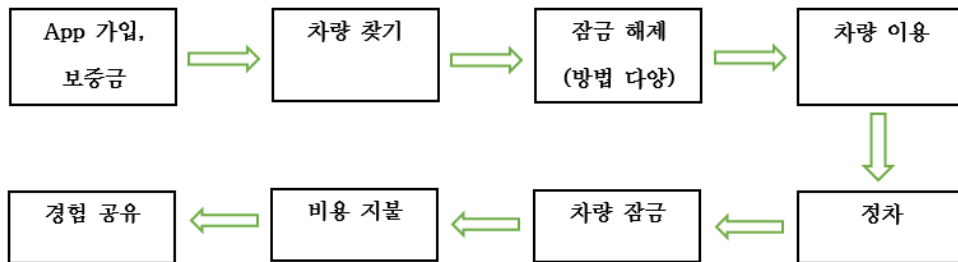 App 가입,
보증금
차량 찾기
잠금 해제
(방법 다양)
차량 이용
정차
차량 잠금
비용 지불
경험 공유